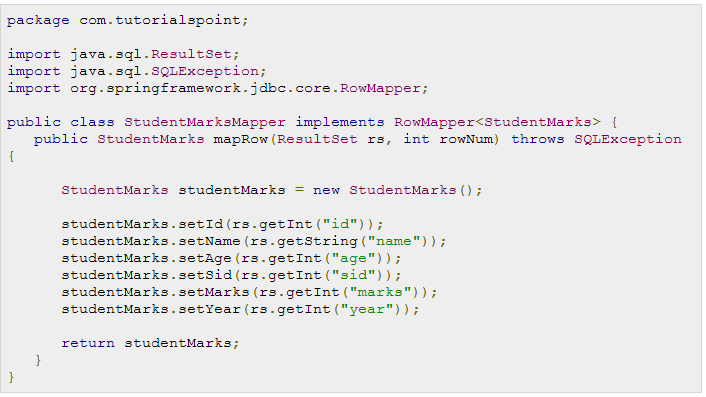 package com.tutorialspoint;
import java.sql.ResultSet;
import java.sql.SQLException;
import org.springframework.jdbc.core.RowMapper;
public class StudentMarksMapper implements RowMapper<StudentMarks> {
   public StudentMarks mapRow(ResultSet rs, int rowNum) throws SQLException
{
      StudentMarks studentMarks = new StudentMarks();
      studentMarks.setId(rs.getInt("id"));
      studentMarks.setName(rs.getString("name"));
      studentMarks.setAge(rs.getInt("age"));
      studentMarks.setSid(rs.getInt("sid"));
      studentMarks.setMarks(rs.getInt("marks"));
      studentMarks.setYear(rs.getInt("year"));
      return studentMarks;
   }
}